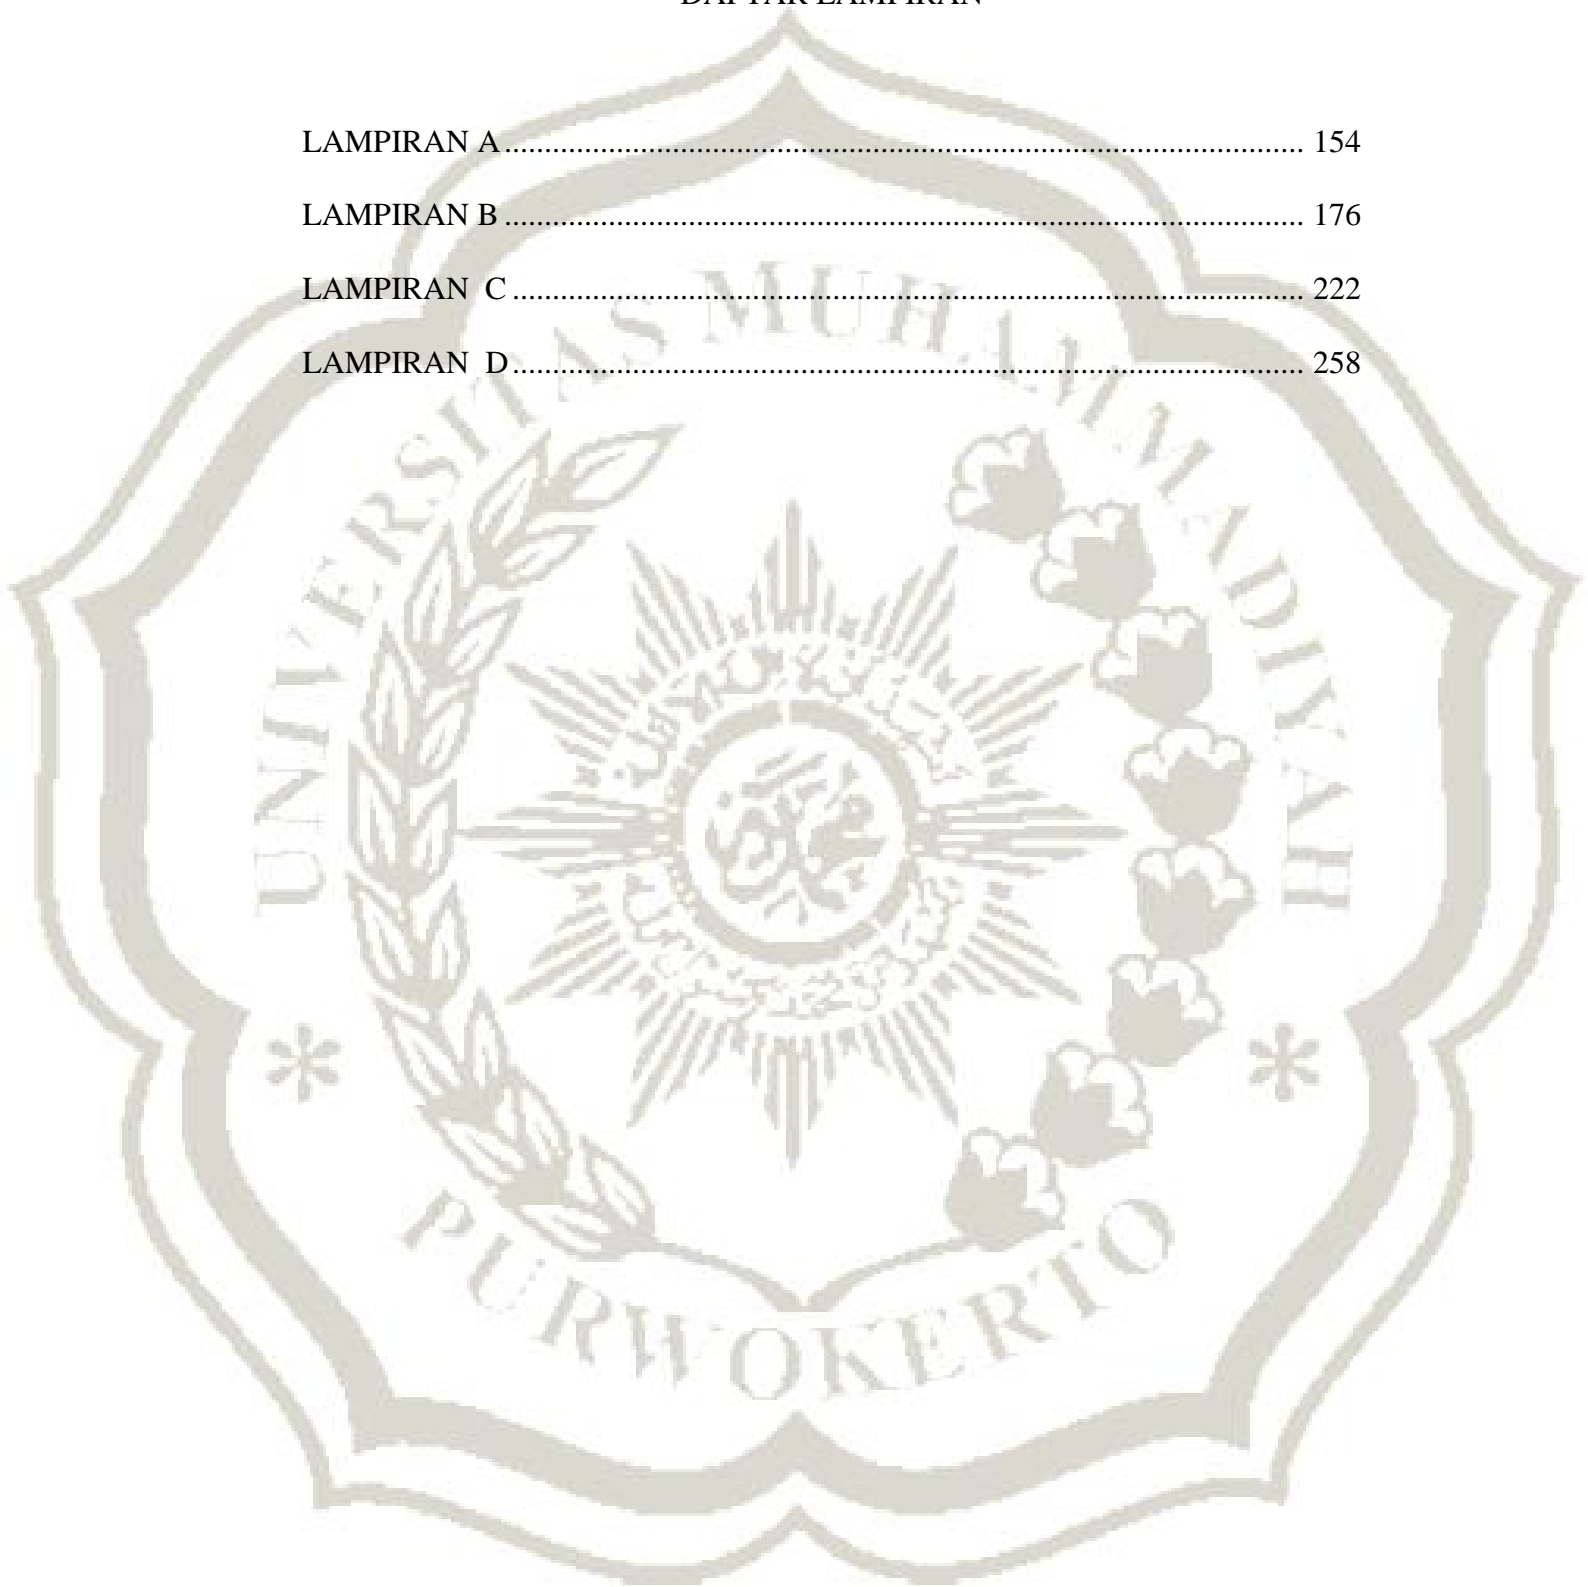 DAFTAR LAMPIRAN
LAMPIRAN A ........................................................................................................ 154
LAMPIRAN B ........................................................................................................ 176
LAMPIRAN  C ....................................................................................................... 222
LAMPIRAN  D ....................................................................................................... 258
UNIVERSITAS MUHAMMADIYAH
PURWOKERTO